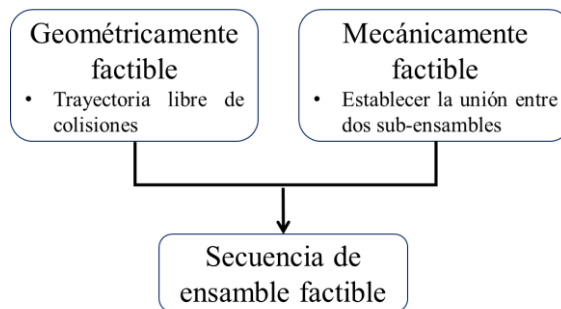 Geométricamente
factible
• Trayectoria libre de
colisiones
Mecánicamente
factible
• Establecer la unión entre
dos sub-ensambles
Secuencia de
ensamble factible